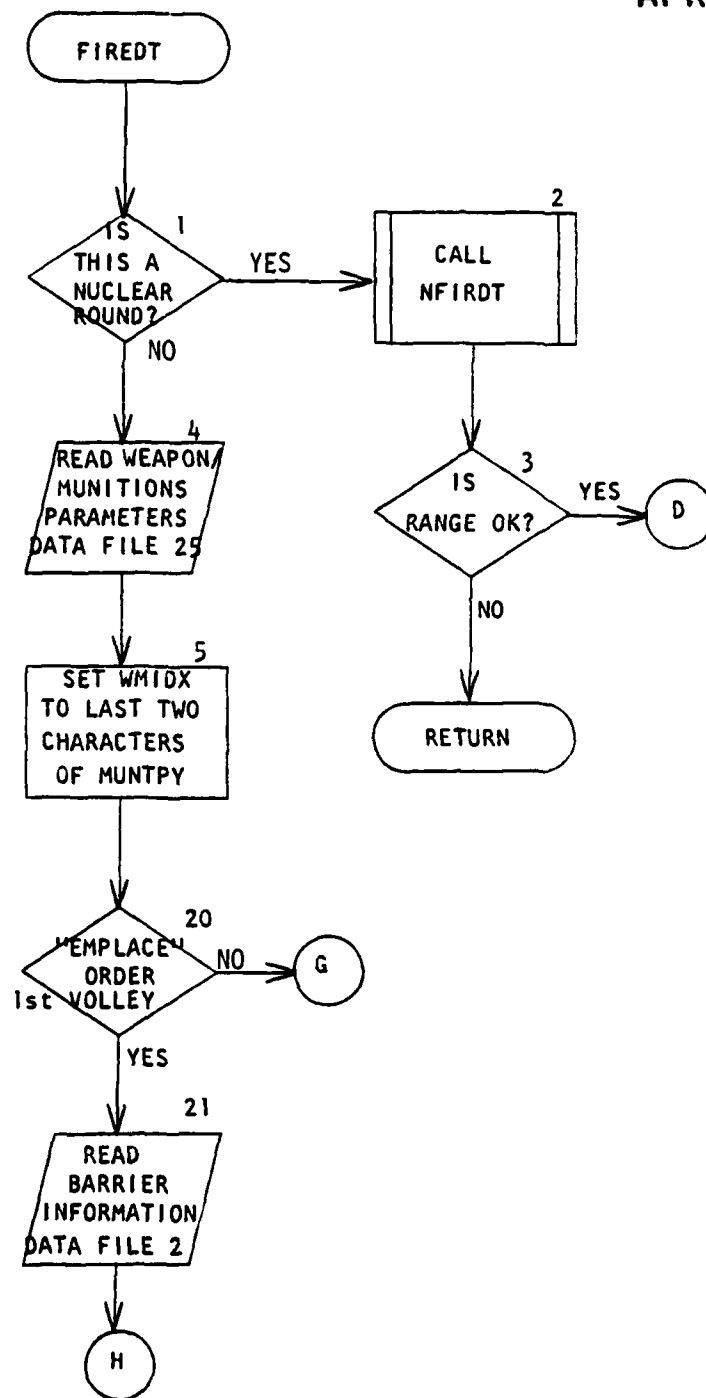 APR
FIREDT
1
IS
THIS A
NUCLEAR
ROUND?
YES
NO
2
CALL
NFIRDT
3
IS
RANGE OK?
YES
D
NO
RETURN
4
READ WEAPON/
MUNITIONS
PARAMETERS
DATA FILE 25
5
SET WMIDX
TO LAST TWO
CHARACTERS
OF MUNTPY
20
"EMPLACE"
ORDER
1st VOLLEY
NO
G
YES
21
READ
BARRIER
INFORMATION
DATA FILE 2
H